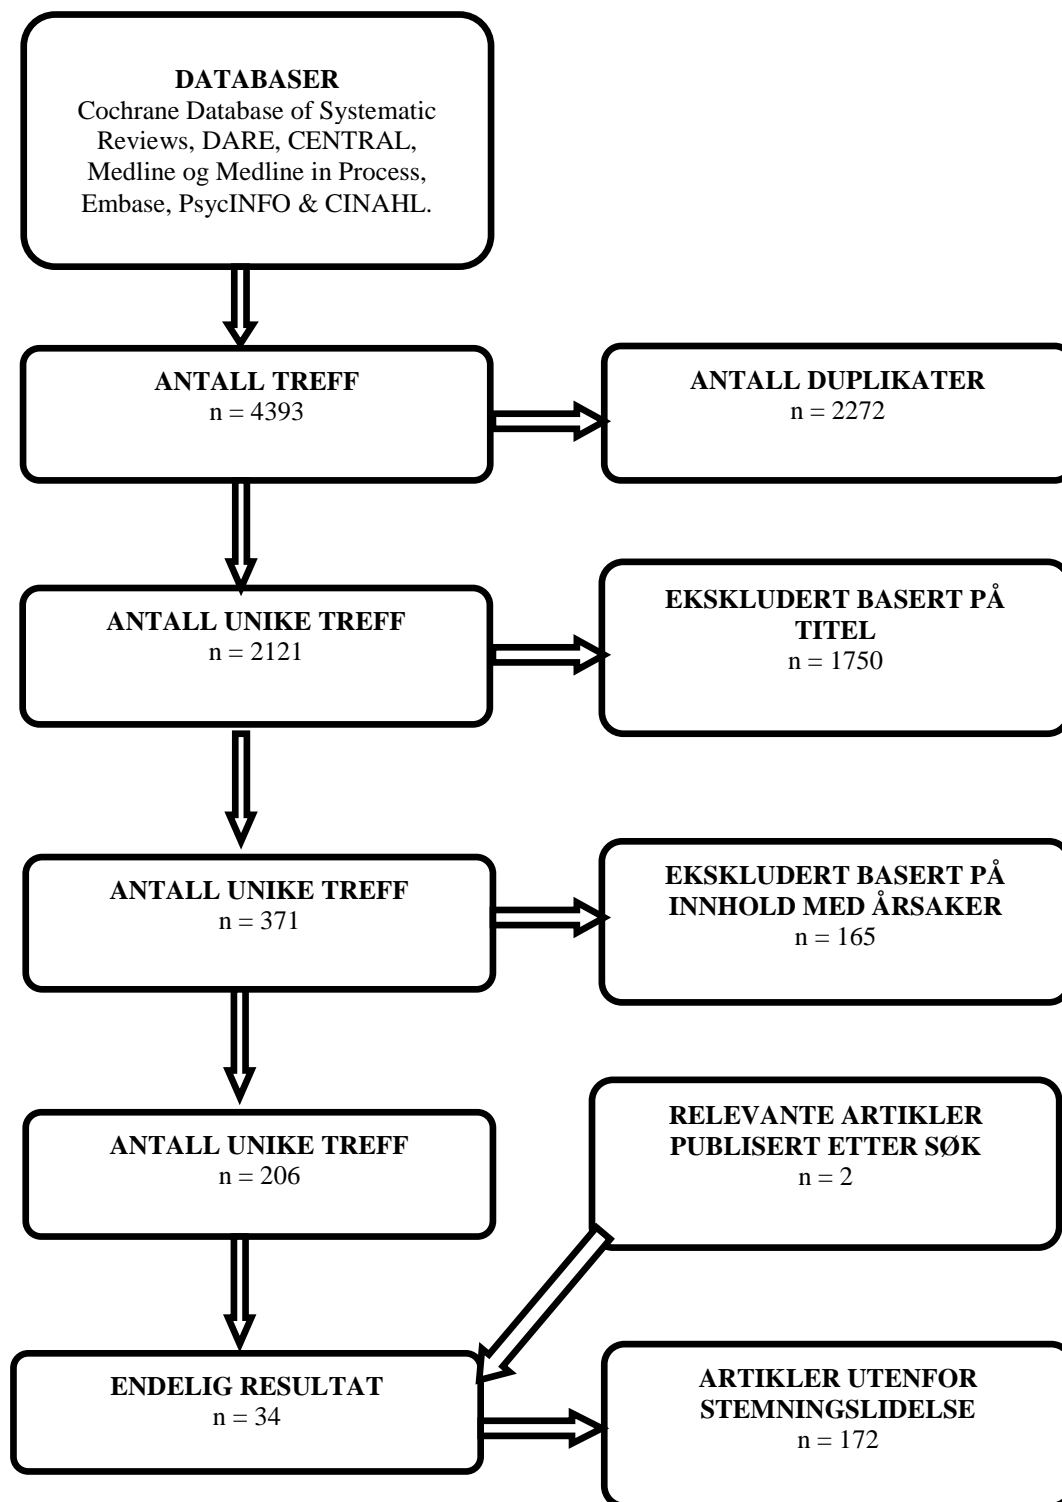 DATABASER
Cochrane Database of Systematic
Reviews, DARE, CENTRAL,
Medline og Medline in Process,
Embase, PsycINFO & CINAHL.
ANTALL TREFF
n = 4393
ANTALL DUPLIKATER
n = 2272
ANTALL UNIKE TREFF
n = 2121
EKSKLUDERT BASERT PÅ
TITEL
n = 1750
ANTALL UNIKE TREFF
n = 371
EKSKLUDERT BASERT PÅ
INNHOLD MED ÅRSAKER
n = 165
ANTALL UNIKE TREFF
n = 206
RELEVANTE ARTIKLER
PUBLISERT ETTER SØK
n = 2
ENDELIG RESULTAT
n = 34
ARTIKLER UTENFOR
STEMNINGSLIDELSE
n = 172